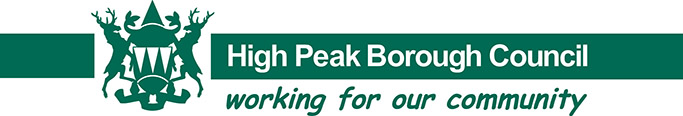 High Peak Borough Council
working for our community